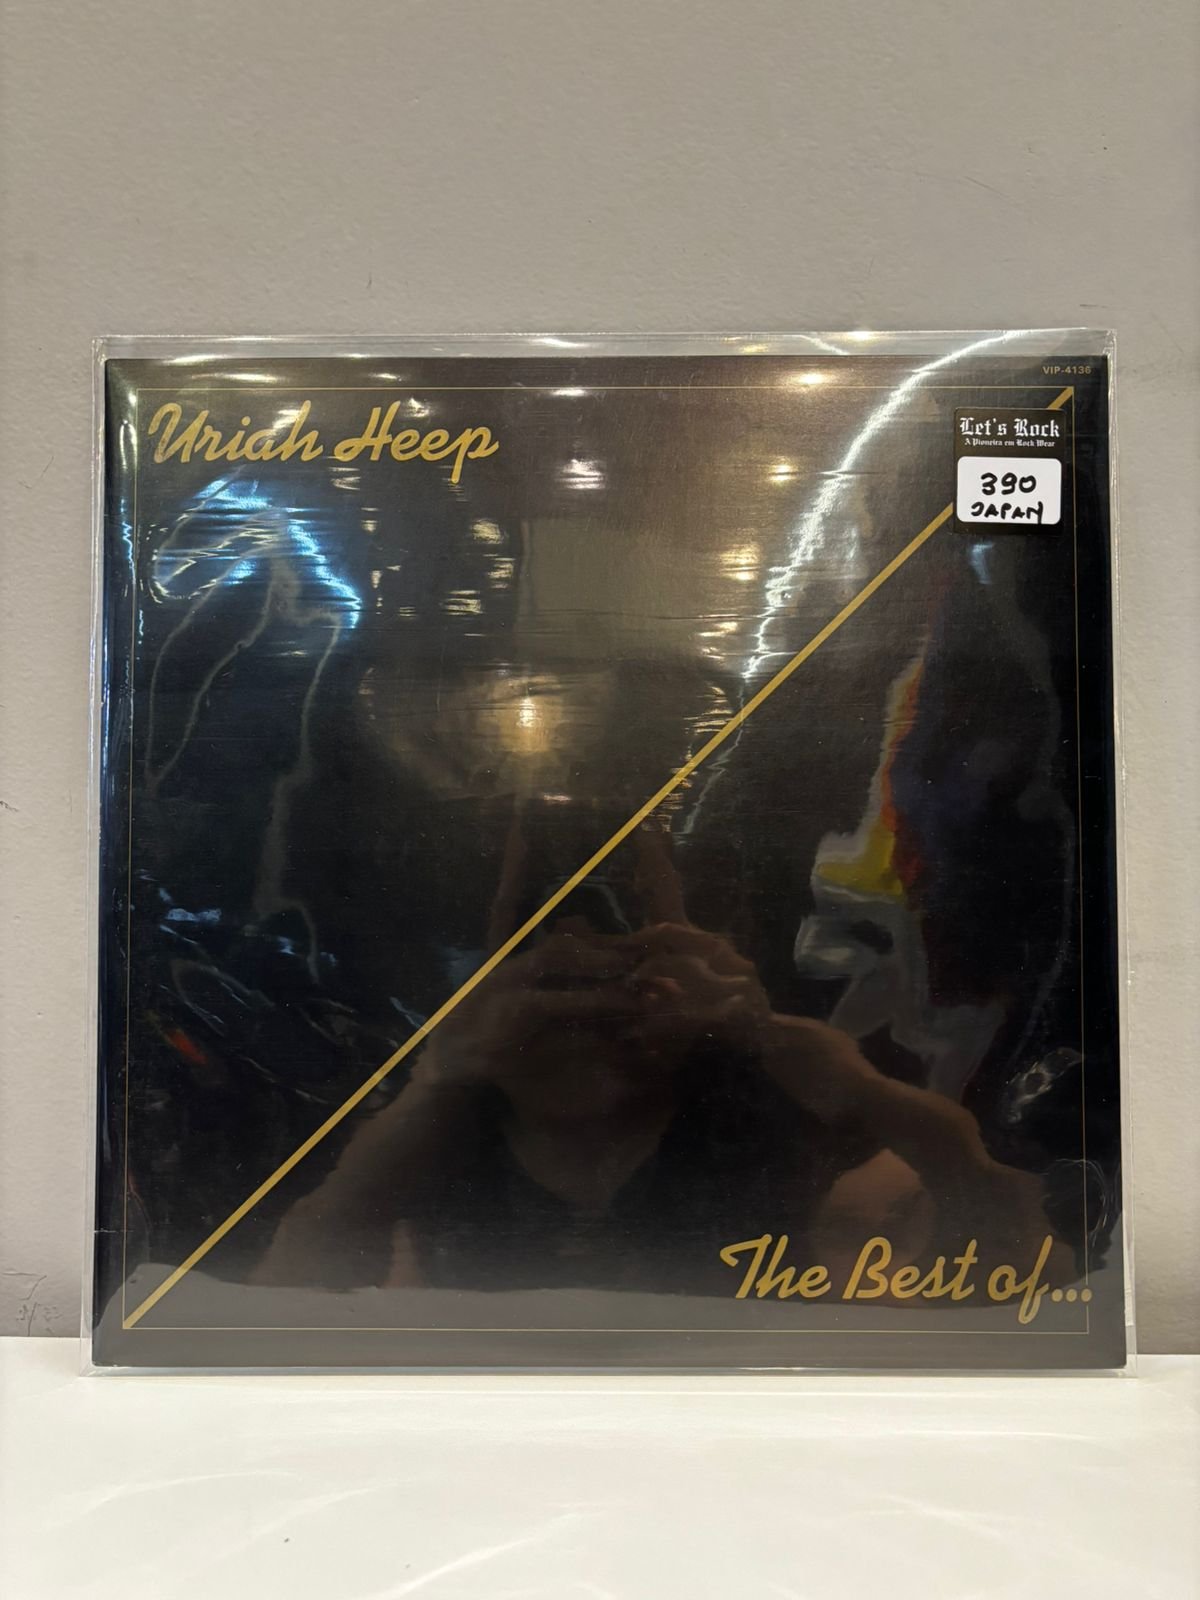 VIP-4136
Uriah Heep
Let's Rock
A Pioneira em Rock Wear
390
JAPAN
The Best of...